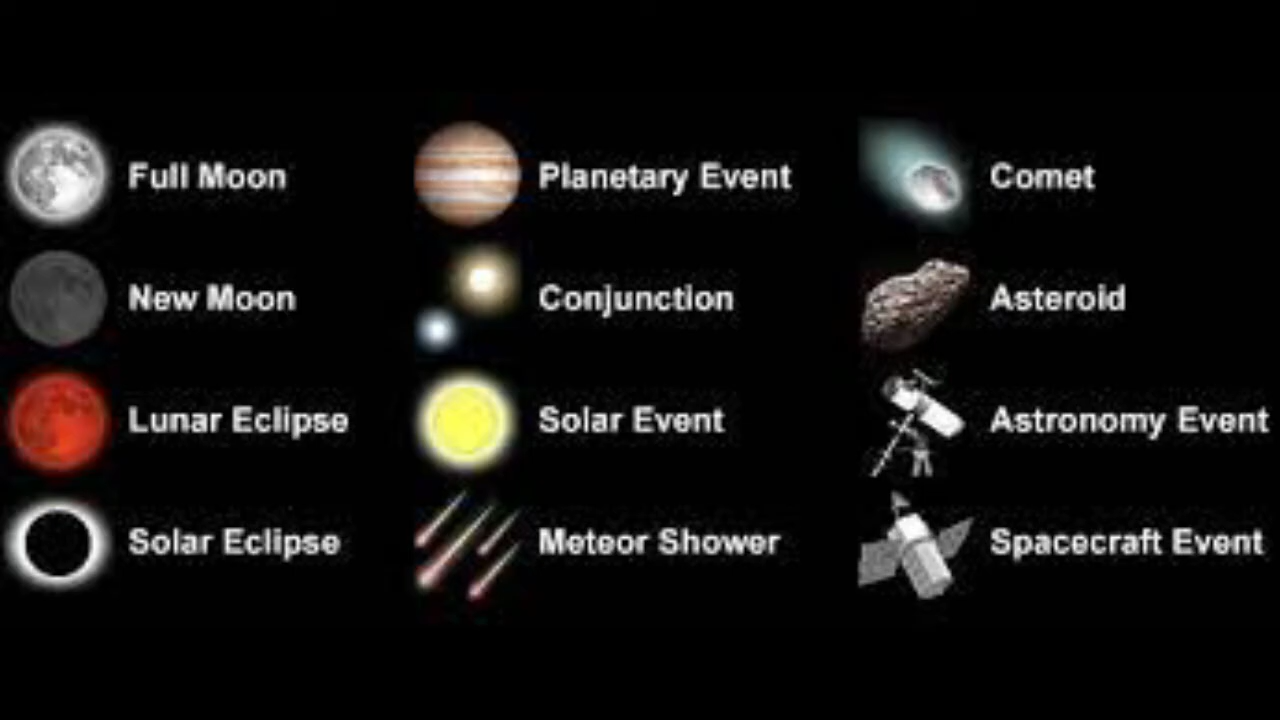 Full Moon
New Moon
Lunar Eclipse
Solar Eclipse
Planetary Event
Conjunction
Solar Event
Meteor Shower
Comet
Asteroid
Astronomy Event
Spacecraft Event